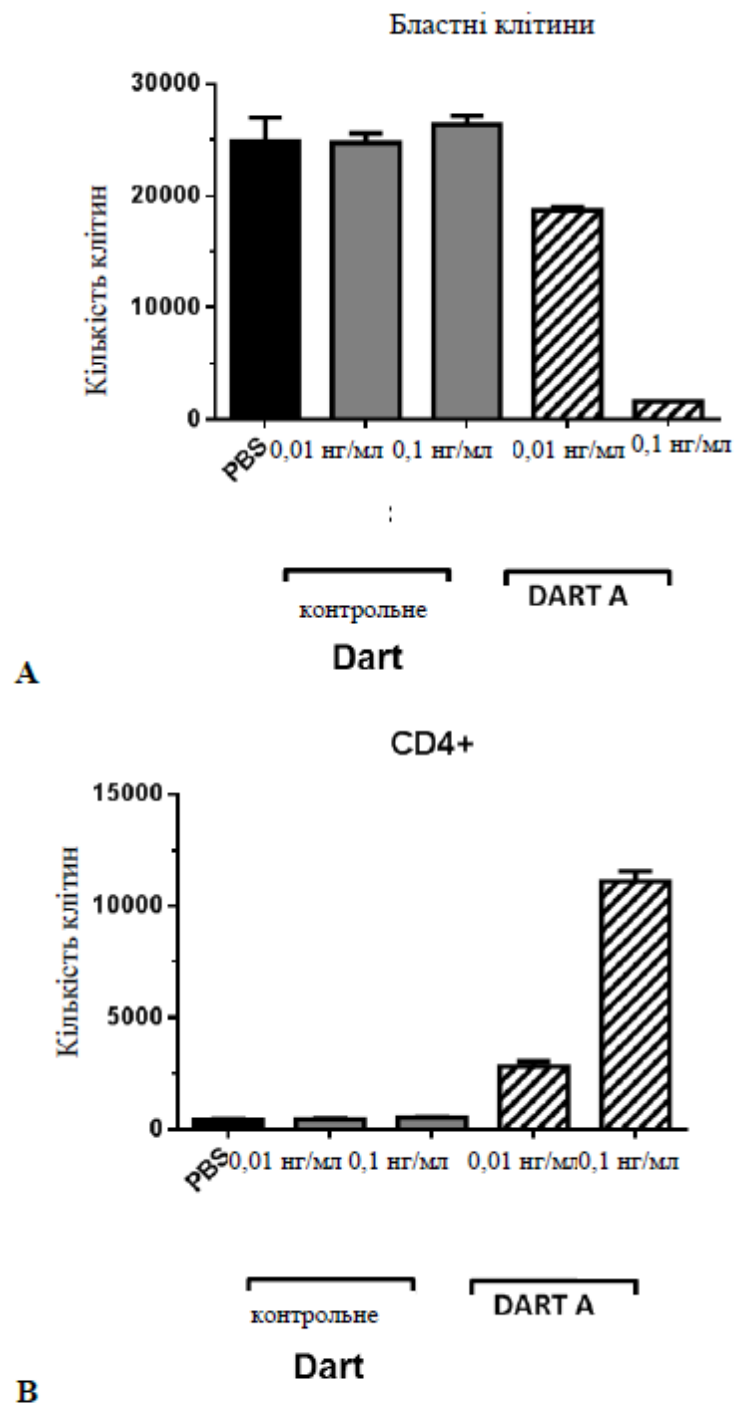 Бластні клітини
30000
20000
10000
0
Кількість клітин
PBS 0,01 нг/мл 0,1 нг/мл 0,01 нг/мл 0,1 нг/мл
контрольне
Dart
DART A
A
CD4+
15000
10000
5000
0
Кількість клітин
PBS 0,01 нг/мл 0,1 нг/мл 0,01 нг/мл 0,1 нг/мл
контрольне
Dart
DART A
B